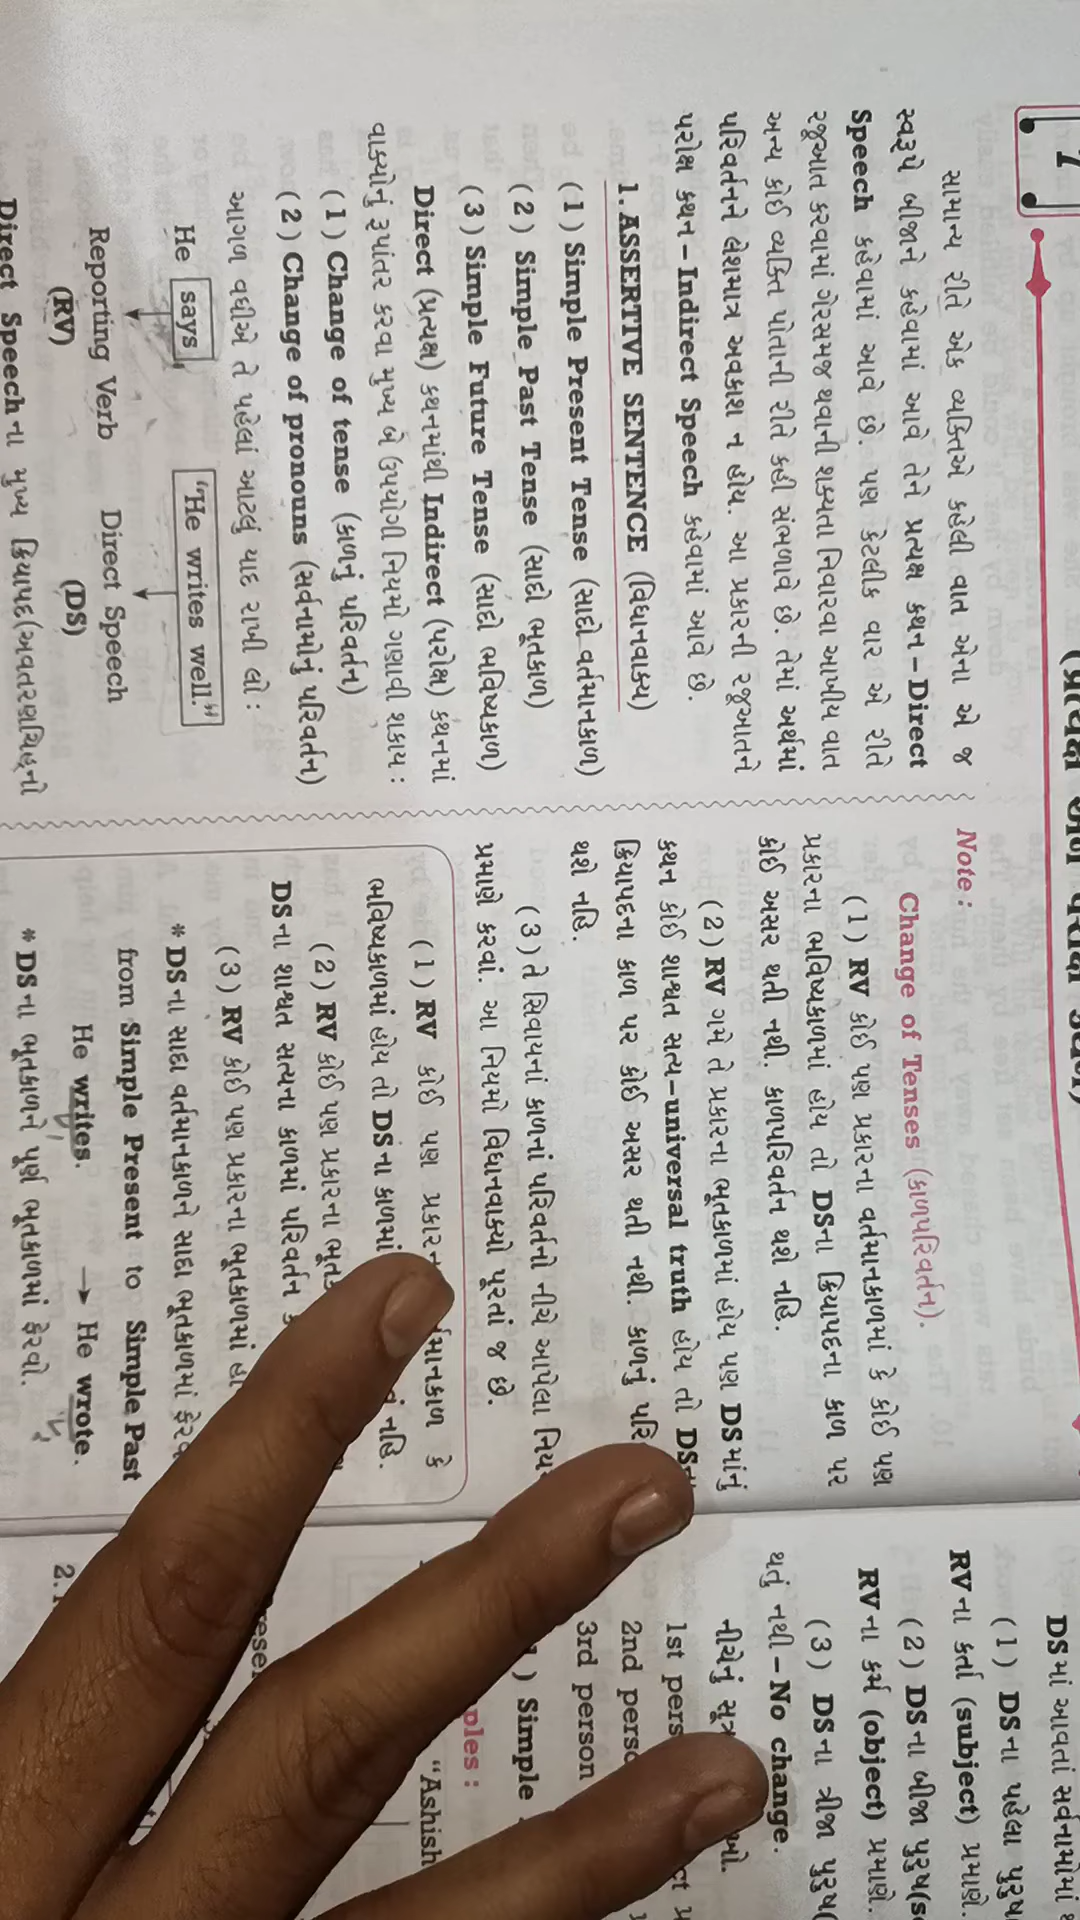 7
સામાન્ય રીતે એક વ્યક્તિએ કહેલી વાત એના એ જ
સ્વરૂપે બીજાને કહેવામાં આવે તેને પ્રત્યક્ષ કથન – Direct
Speech કહેવામાં આવે છે. પણ કેટલીક વાર એ રીતે
રજૂઆત કરવામાં ગેરસમજ થવાની શક્યતા નિવારવા આખીય વાત
અન્ય કોઈ વ્યક્તિ પોતાની રીતે કહી સંભળાવે છે. તેમાં અર્થમાં
પરિવર્તનને લેશમાત્ર અવકાશ ન હોય. આ પ્રકારની રજૂઆતને
પરોક્ષ કથન – Indirect Speech કહેવામાં આવે છે.
1. ASSERTIVE SENTENCE (વિધાનવાક્ય)
(1) Simple Present Tense (સાદો વર્તમાનકાળ)
(2) Simple Past Tense (સાદો ભૂતકાળ)
(3) Simple Future Tense (સાદો ભવિષ્યકાળ)
Direct (પ્રત્યક્ષ) કથનમાંથી Indirect (પરોક્ષ) કથનમાં
વાક્યોનું રૂપાંતર કરવા મુખ્ય બે ઉપયોગી નિયમો ગણાવી શકાય :
(1) Change of tense (કાળનું પરિવર્તન)
(2) Change of pronouns (સર્વનામોનું પરિવર્તન)
આગળ વધીએ તે પહેલાં આટલું યાદ રાખી લો :
He says, "He writes well."
Reporting Verb Direct Speech
(RV) (DS)
Direct Speech ના મુખ્ય ક્રિયાપદ(અવતરણચિહ્નનો
Note :
Change of Tenses (કાળપરિવર્તન).
(1) RV કોઈ પણ પ્રકારના વર્તમાનકાળમાં કે કોઈ પણ
પ્રકારના ભવિષ્યકાળમાં હોય તો DSના ક્રિયાપદના કાળ પર
કોઈ અસર થતી નથી. કાળપરિવર્તન થશે નહિ.
(2) RV ગમે તે પ્રકારના ભૂતકાળમાં હોય પણ DSમાંનું
કથન કોઈ શાશ્વત સત્ય–universal truth હોય તો
ક્રિયાપદના કાળ પર કોઈ અસર થતી નથી. કાળનું
થશે નહિ.
(3) તે સિવાયનાં કાળનાં પરિવર્તનો નીચે આપેલા
પ્રમાણે કરવાં. આ નિયમો વિધાનવાક્યો પૂરતાં જ છે.
(1) RV કોઈ પણ કે
ભવિષ્યકાળમાં હોય તો DSના કાળમાં નહિ.
(2) RV કોઈ પણ પ્રકારના
DSના શાશ્વત સત્યના કાળમાં પરિવર્તન
(3) RV કોઈ પણ પ્રકારના ભૂતકાળમાં
* DSના સાદા વર્તમાનકાળને સાદા ભૂતકાળમાં
from Simple Present to Simple Past
He writes. → He wrote.
* DSના ભૂતકાળને પૂર્ણ ભૂતકાળમાં ફેરવો.
DSમાં આવતાં સર્વનામોમાં
(1) DSના પહેલા પુરુષ
RVના કર્તા (subject) પ્રમાણે.
(2) DSના બીજા પુરુષ
RVના કર્મ (object) પ્રમાણે.
(3) DSના ત્રીજા પુરુષ
થતું નથી – No change.
નીચેનું
1st
2nd
3rd person
Simple
"Ashish
2.